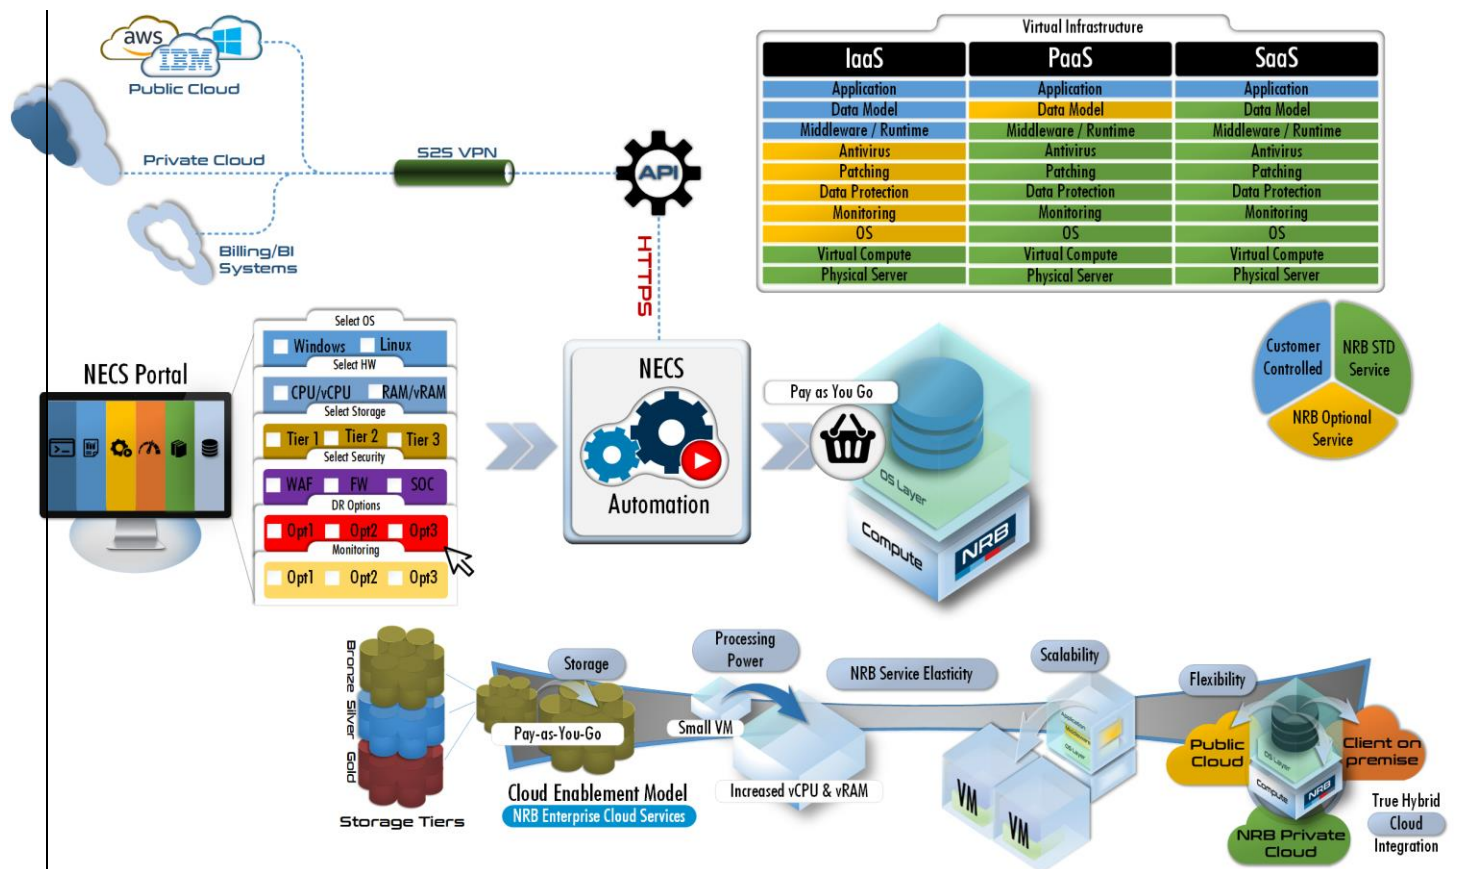 aws
IBM
Public Cloud
Private Cloud
S2S VPN
API
Billing/BI
Systems
HTTPS
Virtual Infrastructure
IaaS PaaS SaaS
Application Application Application
Data Model Data Model Data Model
Middleware / Runtime Middleware / Runtime Middleware / Runtime
Antivirus Antivirus Antivirus
Patching Patching Patching
Data Protection Data Protection Data Protection
Monitoring Monitoring Monitoring
OS OS OS
Virtual Compute Virtual Compute Virtual Compute
Physical Server Physical Server Physical Server
Customer
Controlled
NRB STD
Service
NRB Optional
Service
NECS Portal
Select OS
Windows Linux
Select HW
CPU/vCPU RAM/vRAM
Select Storage
Tier 1 Tier 2 Tier 3
Select Security
WAF FW SOC
DR Options
Opt1 Opt2 Opt3
Monitoring
Opt1 Opt2 Opt3
NECS
Automation
Pay as You Go
OS Layer
Compute
NRB
Bronze
Silver
Gold
Storage Tiers
Storage
Pay-as-You-Go
Cloud Enablement Model
NRB Enterprise Cloud Services
Processing
Power
Small VM
Increased vCPU & vRAM
NRB Service Elasticity
Scalability
Application
Middleware
OS Layer
VM
VM
Flexibility
Public
Cloud
Client on
premise
OS Layer
Compute
NRB
NRB Private
Cloud
True Hybrid
Cloud
Integration